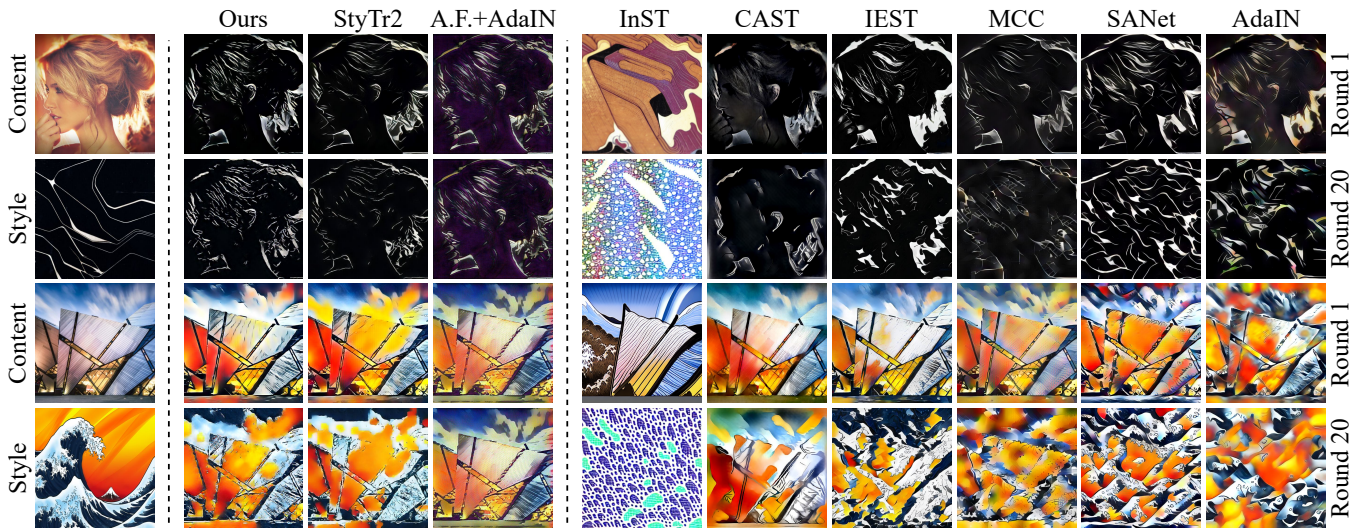 Ours StyTr2 A.F.+AdaIN InST CAST IEST MCC SANet AdaIN
Content
Round 1
Style
Round 20
Content
Round 1
Style
Round 20